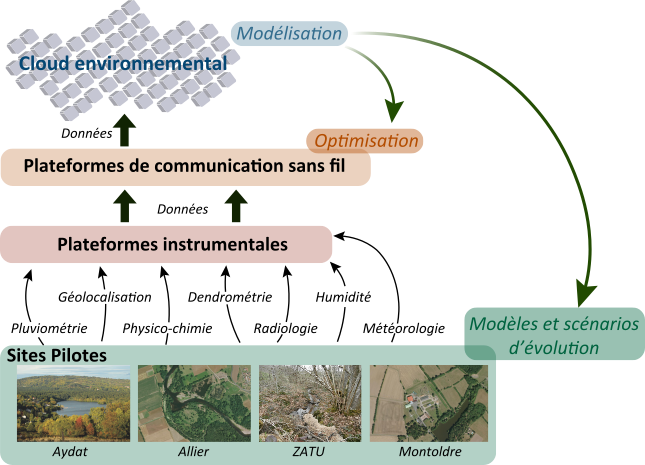 Modélisation
Cloud environnemental
Données
Optimisation
Plateformes de communication sans fil
Données
Plateformes instrumentales
Géolocalisation
Dendrométrie
Humidité
Pluviométrie
Physico-chimie
Radiologie
Météorologie
Modèles et scénarios
d'évolution
Sites Pilotes
Aydat
Allier
ZATU
Montoldre